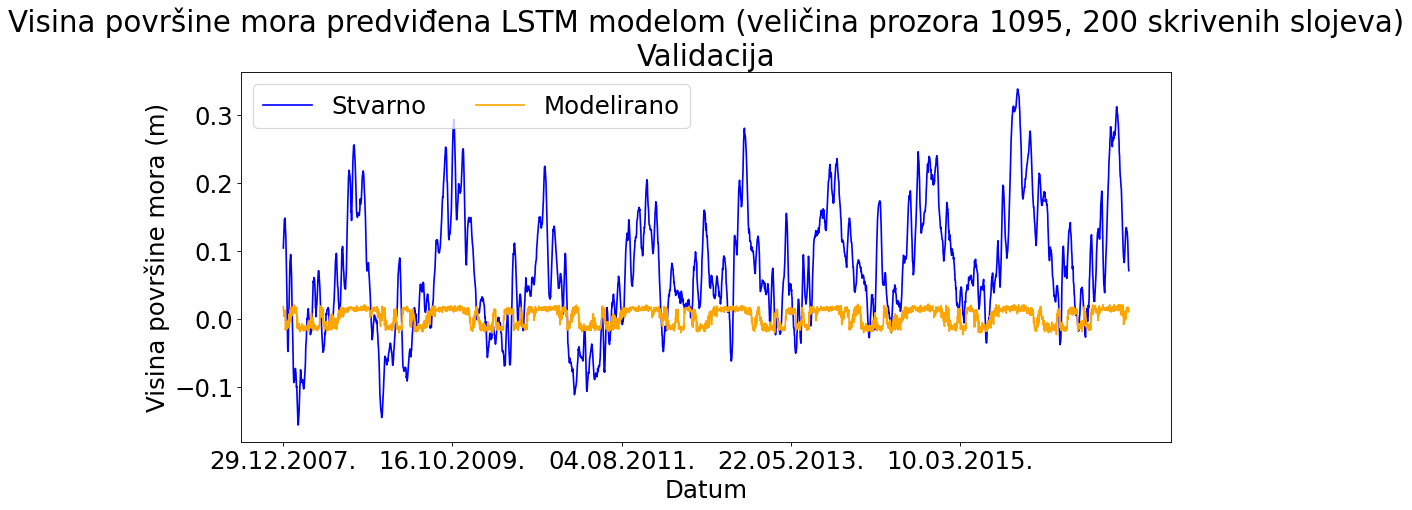 Visina površine mora predviđena LSTM modelom (veličina prozora 1095, 200 skrivenih slojeva)
Validacija
Stvarno Modelirano
Visina površine mora (m)
0.3
0.2
0.1
0.0
−0.1
29.12.2007. 16.10.2009. 04.08.2011. 22.05.2013. 10.03.2015.
Datum